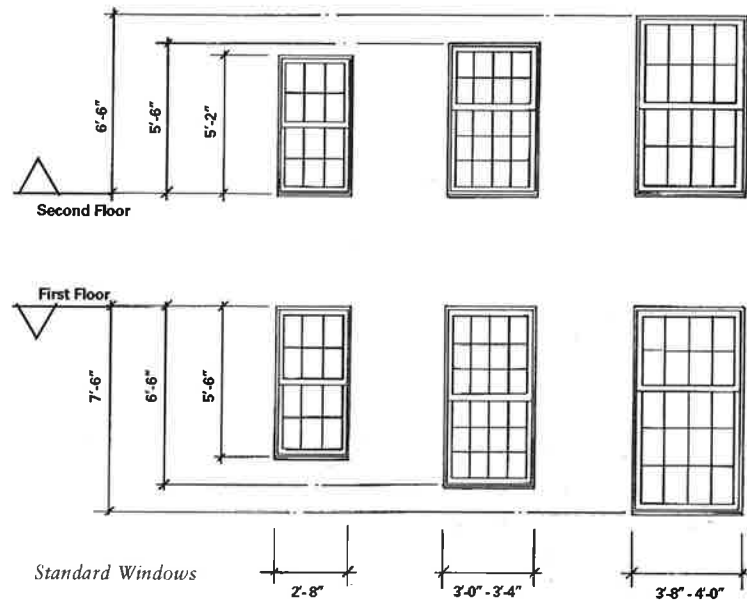 6'-6"
5'-6"
5'-2"
Second Floor
First Floor
7'-6"
6'-6"
5'-6"
Standard Windows
2'-8"
3'-0" - 3'-4"
3'-8" - 4'-0"